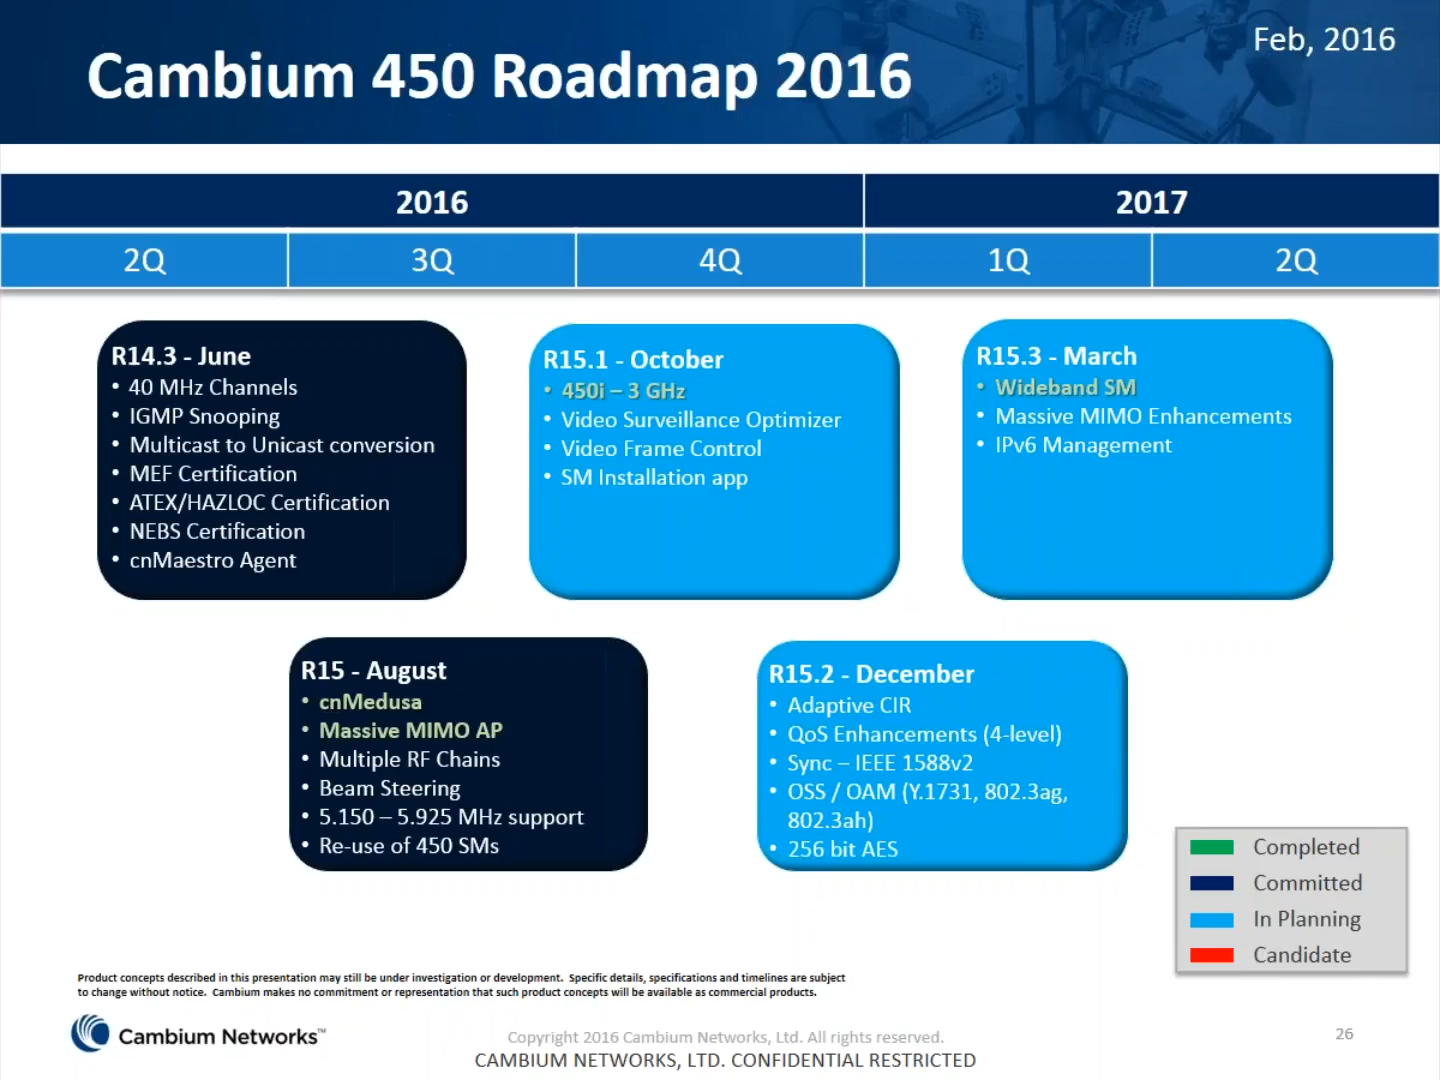 Feb, 2016
Cambium 450 Roadmap 2016
2016
2017
2Q
3Q
4Q
1Q
2Q
R14.3 - June
• 40 MHz Channels
• IGMP Snooping
• Multicast to Unicast conversion
• MEF Certification
• ATEX/HAZLOC Certification
• NEBS Certification
• cnMaestro Agent
R15.1 - October
• 450i – 3 GHz
• Video Surveillance Optimizer
• Video Frame Control
• SM Installation app
R15.3 - March
• Wideband SM
• Massive MIMO Enhancements
• IPv6 Management
R15 - August
• cnMedusa
• Massive MIMO AP
• Multiple RF Chains
• Beam Steering
• 5.150 – 5.925 MHz support
• Re-use of 450 SMs
R15.2 - December
• Adaptive CIR
• QoS Enhancements (4-level)
• Sync – IEEE 1588v2
• OSS / OAM (Y.1731, 802.3ag,
802.3ah)
• 256 bit AES
Completed
Committed
In Planning
Candidate
Product concepts described in this presentation may still be under investigation or development. Specific details, specifications and timelines are subject
to change without notice. Cambium makes no commitment or representation that such product concepts will be available as commercial products.
Cambium Networks™
Copyright 2016 Cambium Networks, Ltd. All rights reserved.
CAMBIUM NETWORKS, LTD. CONFIDENTIAL RESTRICTED
26